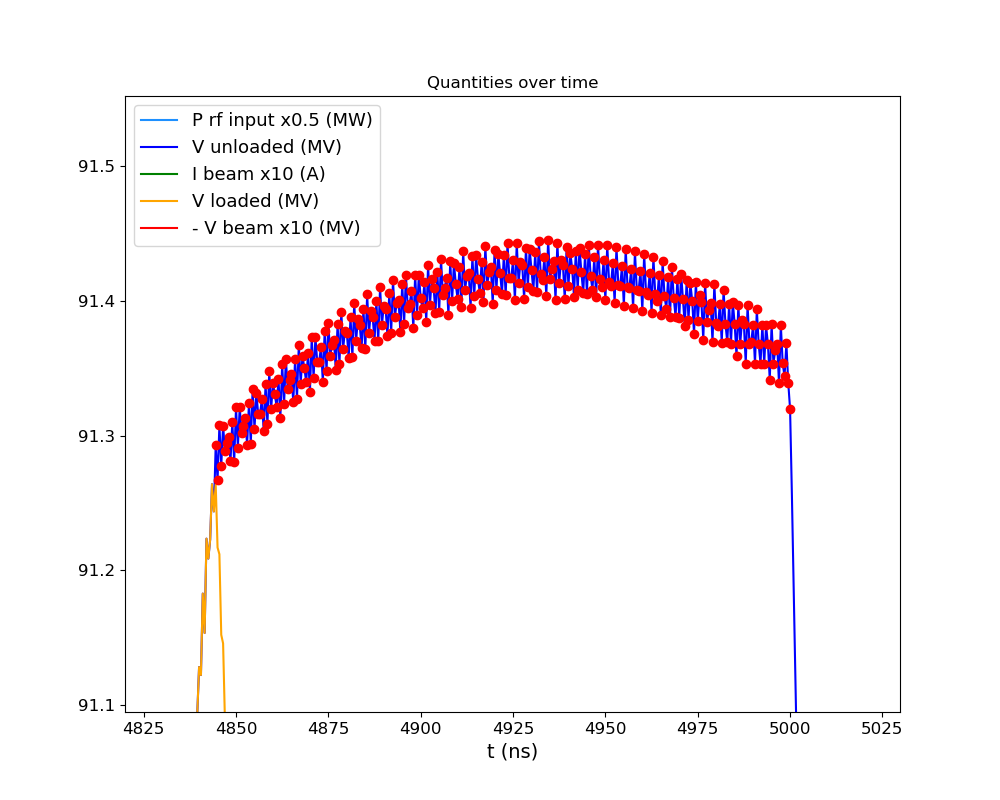 Quantities over time
P rf input x0.5 (MW)
V unloaded (MV)
I beam x10 (A)
V loaded (MV)
- V beam x10 (MV)
91.5
91.4
91.3
91.2
91.1
4825 4850 4875 4900 4925 4950 4975 5000 5025
t (ns)